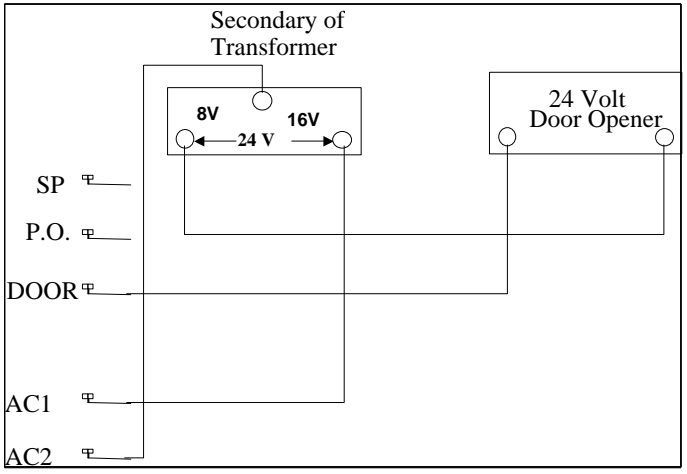 Secondary of
Transformer
8V
16V
24 V
24 Volt
Door Opener
SP
P.O.
DOOR
AC1
AC2